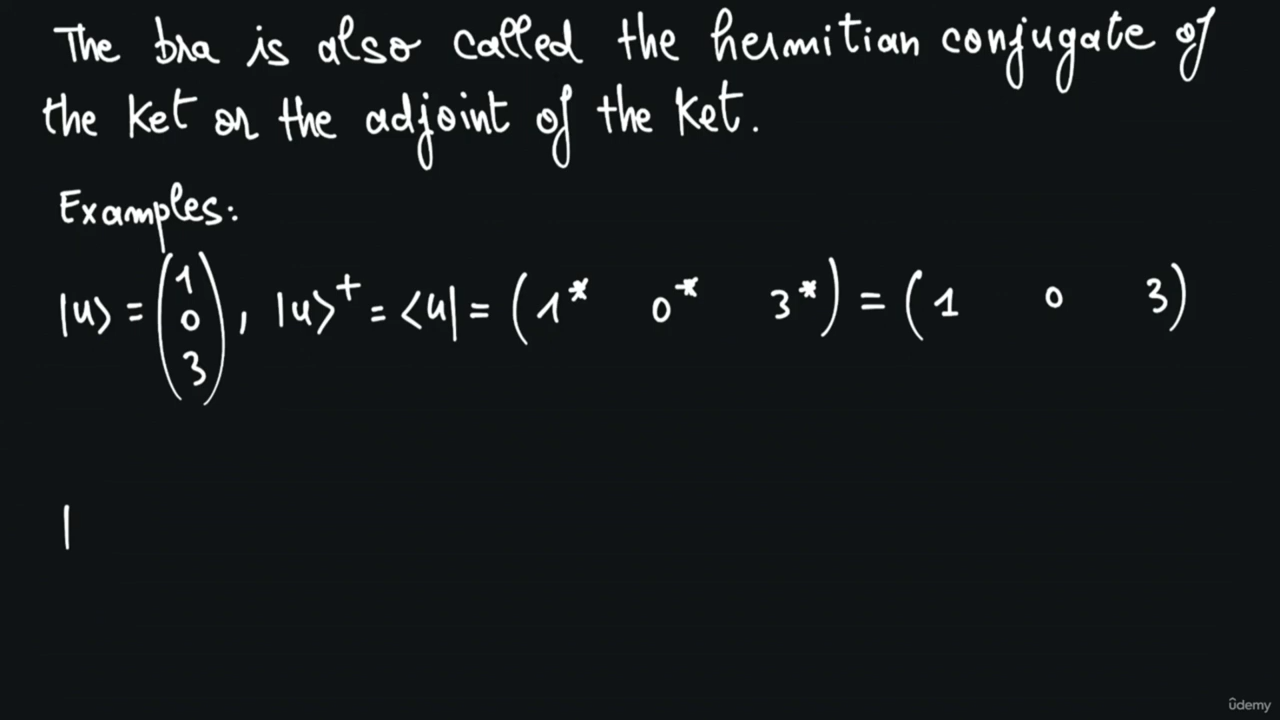 The bra is also called the hermitian conjugate of
the ket or the adjoint of the ket.
Examples:
|u> = (1 0 3), |u>⁺ = <u| = (1* 0* 3*) = (1 0 3)
|
ûdemy